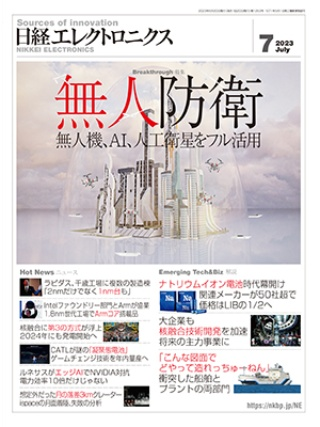 Sources of innovation
日経エレクトロニクス
NIKKEI ELECTRONICS
7
2023
July
Breakthrough 特集
無人防衛
無人機、AI、人工衛星をフル活用
Hot News ニュース
ラピダス、千歳工場に複数の製造棟
「2nmだけでなく1nm台も」
Intelファウンドリー部門とArmが協業
1.8nm世代工場でArmコア搭載品
核融合に第3の方式が浮上
2024年にも発電開始へ
CATLが謎の「凝聚態電池」
ゲームチェンジ技術を年内量産へ
ルネサスがエッジAIでNVIDIA対抗
電力効率10倍だけじゃない
想定外だった月の落差3kmクレーター
ispaceの月面着陸、失敗の分析
Emerging Tech&Biz 解説
ナトリウムイオン電池時代幕開け
関連メーカーが50社超で
価格はLIBの1/2へ
大企業も
核融合技術開発を加速
将来の主力事業に
「こんな図面で
どやって造れっちゅーねん」
衝突した船舶と
プラントの両部門
https://nkbp.jp/NE